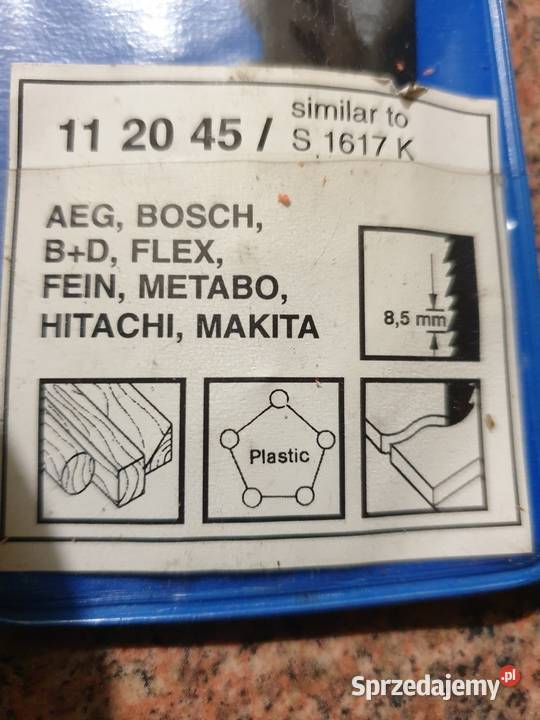 11 20 45 / similar to
S 1617 K
AEG, BOSCH,
B+D, FLEX,
FEIN, METABO,
HITACHI, MAKITA
8,5 mm
Plastic
Sprzedajemy.pl